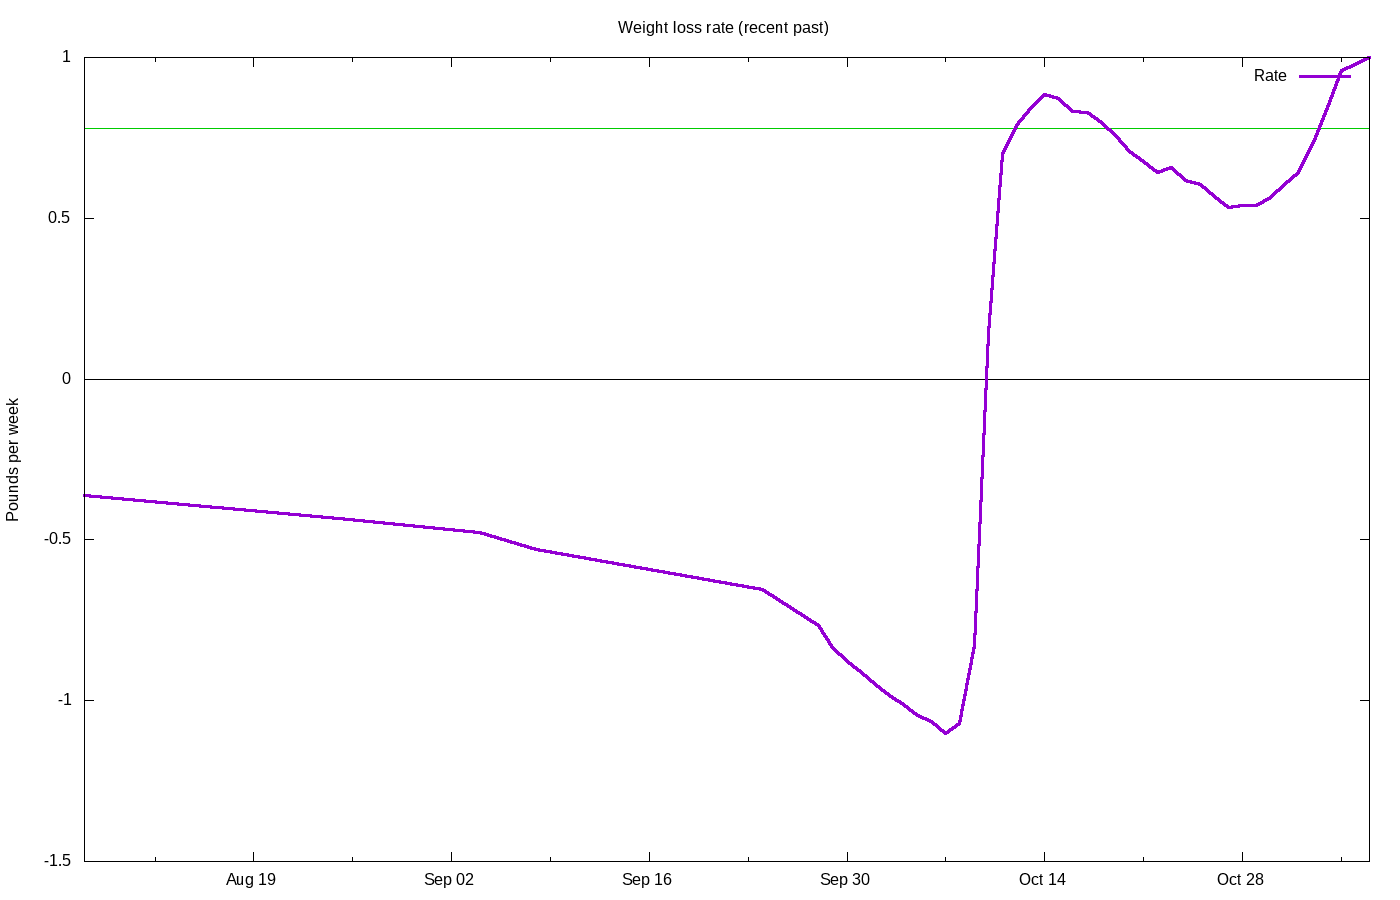 Weight loss rate (recent past)
Rate
1
0.5
0
-0.5
-1
-1.5
Pounds per week
Aug 19
Sep 02
Sep 16
Sep 30
Oct 14
Oct 28